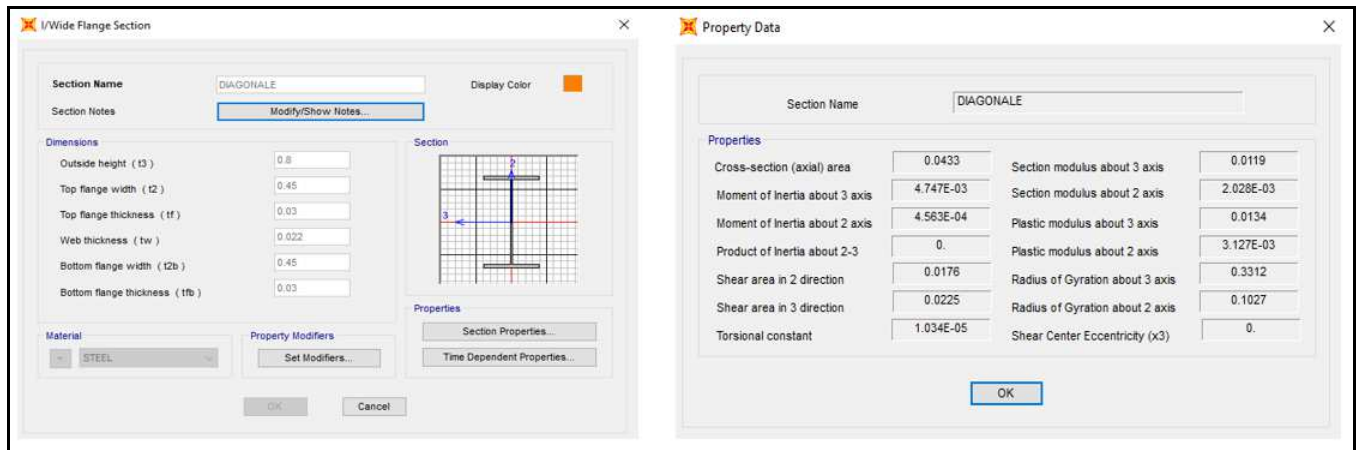 I/Wide Flange Section
Section Name DIAGONALE Display Color
Section Notes Modify/Show Notes...
Dimensions
Outside height ( t3 ) 0.8
Top flange width ( t2 ) 0.45
Top flange thickness ( tf ) 0.03
Web thickness ( tw ) 0.022
Bottom flange width ( t2b ) 0.45
Bottom flange thickness ( tfb ) 0.03
Section
2
3
Material
STEEL
Property Modifiers
Set Modifiers...
Properties
Section Properties...
Time Dependent Properties...
OK Cancel
Property Data
Section Name DIAGONALE
Properties
Cross-section (axial) area 0.0433 Section modulus about 3 axis 0.0119
Moment of Inertia about 3 axis 4.747E-03 Section modulus about 2 axis 2.028E-03
Moment of Inertia about 2 axis 4.563E-04 Plastic modulus about 3 axis 0.0134
Product of Inertia about 2-3 0. Plastic modulus about 2 axis 3.127E-03
Shear area in 2 direction 0.0176 Radius of Gyration about 3 axis 0.3312
Shear area in 3 direction 0.0225 Radius of Gyration about 2 axis 0.1027
Torsional constant 1.034E-05 Shear Center Eccentricity (x3) 0.
OK